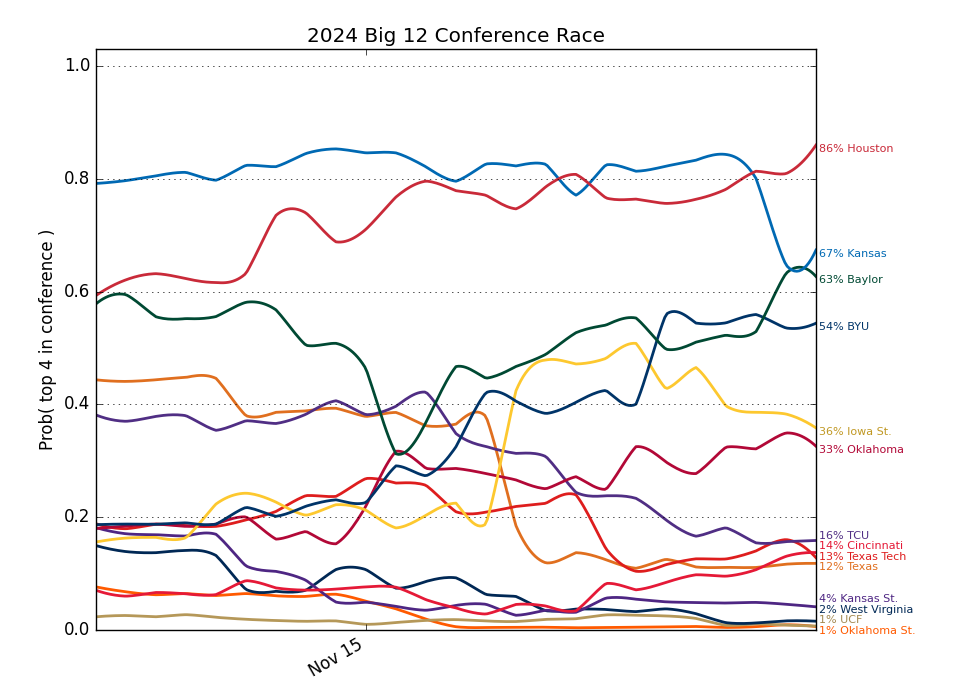 2024 Big 12 Conference Race
Prob( top 4 in conference )
1.0
0.8
0.6
0.4
0.2
0.0
Nov 15
86% Houston
67% Kansas
63% Baylor
54% BYU
36% Iowa St.
33% Oklahoma
16% TCU
14% Cincinnati
13% Texas Tech
12% Texas
4% Kansas St.
2% West Virginia
1% UCF
1% Oklahoma St.